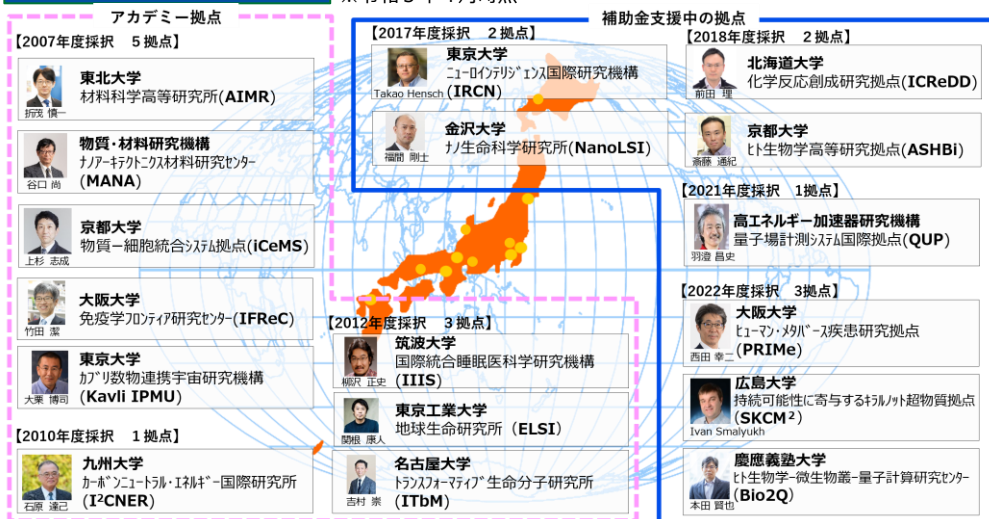 アカデミー拠点
【2007年度採択 5拠点】
東北大学
材料科学高等研究所(AIMR)
折茂 慎一
物質・材料研究機構
ナノアーキテクトニクス材料研究センター
(MANA)
谷口 尚
京都大学
物質ー細胞統合システム拠点(iCeMS)
上杉 志成
大阪大学
免疫学フロンティア研究センター(IFReC)
竹田 潔
東京大学
カブリ数物連携宇宙研究機構
(Kavli IPMU)
大栗 博司
【2010年度採択 1拠点】
九州大学
カーボンニュートラル・エネルギー国際研究所
(I²CNER)
石原 達己
【2012年度採択 3拠点】
筑波大学
国際統合睡眠医科学研究機構
(IIIS)
柳沢 正史
東京工業大学
地球生命研究所(ELSI)
関根 康人
名古屋大学
トランスフォーマティブ生命分子研究所
(ITbM)
吉村 崇
補助金支援中の拠点
【2017年度採択 2拠点】
東京大学
ニューロインテリジェンス国際研究機構
(IRCN)
Takao Hensch
金沢大学
ナノ生命科学研究所(NanoLSI)
福間 剛士
【2018年度採択 2拠点】
北海道大学
化学反応創成研究拠点(ICReDD)
前田 理
京都大学
ヒト生物学高等研究拠点(ASHBi)
斎藤 通紀
【2021年度採択 1拠点】
高エネルギー加速器研究機構
量子場計測システム国際拠点(QUP)
羽澄 昌史
【2022年度採択 3拠点】
大阪大学
ヒューマン・メタバース疾患研究拠点
(PRIMe)
西田 幸二
広島大学
持続可能性に寄与するキラルノット超物質拠点
(SKCM²)
Ivan Smalyukh
慶應義塾大学
ヒト生物学-微生物叢-量子計算研究センター
(Bio2Q)
本田 賢也